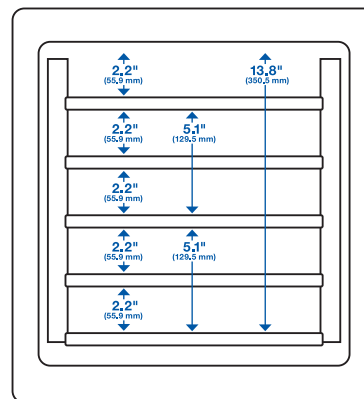 2.2"
(55.9 mm)
13.8"
(350.5 mm)
2.2"
(55.9 mm)
5.1"
(129.5 mm)
2.2"
(55.9 mm)
2.2"
(55.9 mm)
5.1"
(129.5 mm)
2.2"
(55.9 mm)